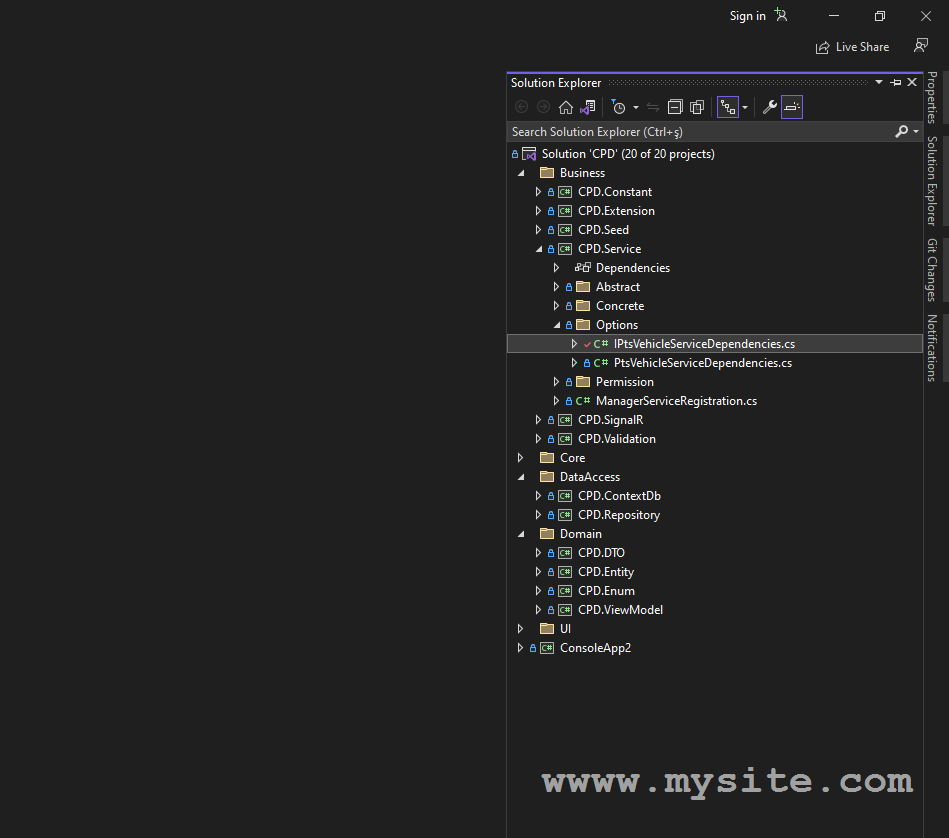 Sign in
Live Share
Solution Explorer
Search Solution Explorer (Ctrl+ş)
Solution 'CPD' (20 of 20 projects)
Business
C# CPD.Constant
C# CPD.Extension
C# CPD.Seed
C# CPD.Service
Dependencies
Abstract
Concrete
Options
C# IPtsVehicleServiceDependencies.cs
C# PtsVehicleServiceDependencies.cs
Permission
C# ManagerServiceRegistration.cs
C# CPD.SignalR
C# CPD.Validation
Core
DataAccess
C# CPD.ContextDb
C# CPD.Repository
Domain
C# CPD.DTO
C# CPD.Entity
C# CPD.Enum
C# CPD.ViewModel
UI
C# ConsoleApp2
Properties
Solution Explorer
Git Changes
Notifications
www.mysite.com